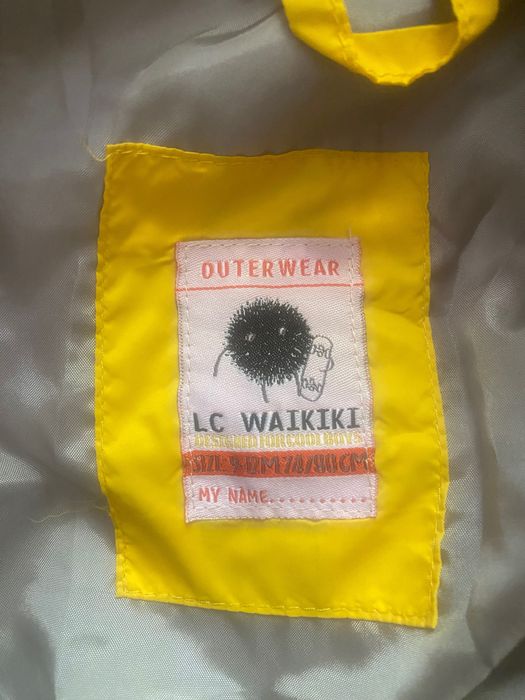 OUTERWEAR
LC WAIKIKI
DESIGNED FOR COOL BOYS
SIZE: 9-12M-74/80CM
MY NAME..........